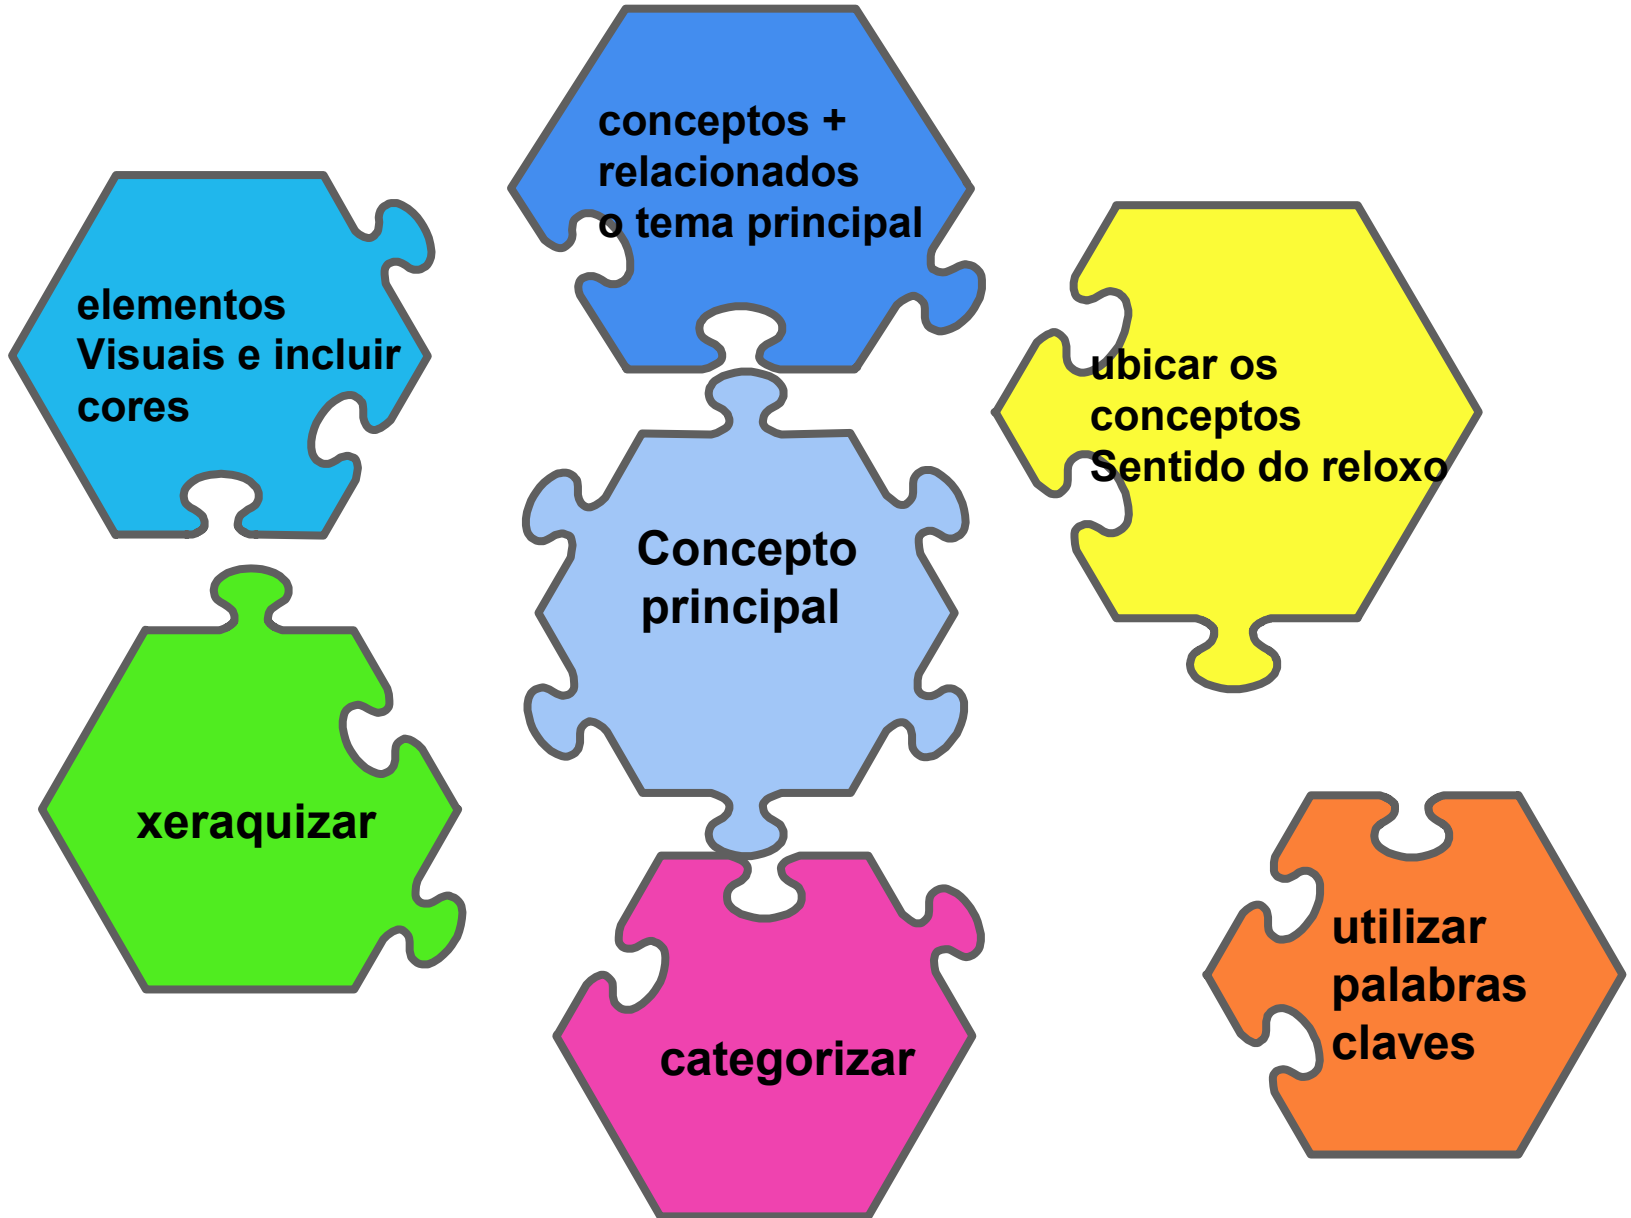 conceptos +
relacionados
o tema principal
elementos
Visuais e incluir
cores
ubicar os
conceptos
Sentido do reloxo
Concepto
principal
xeraquizar
categorizar
utilizar
palabras
claves